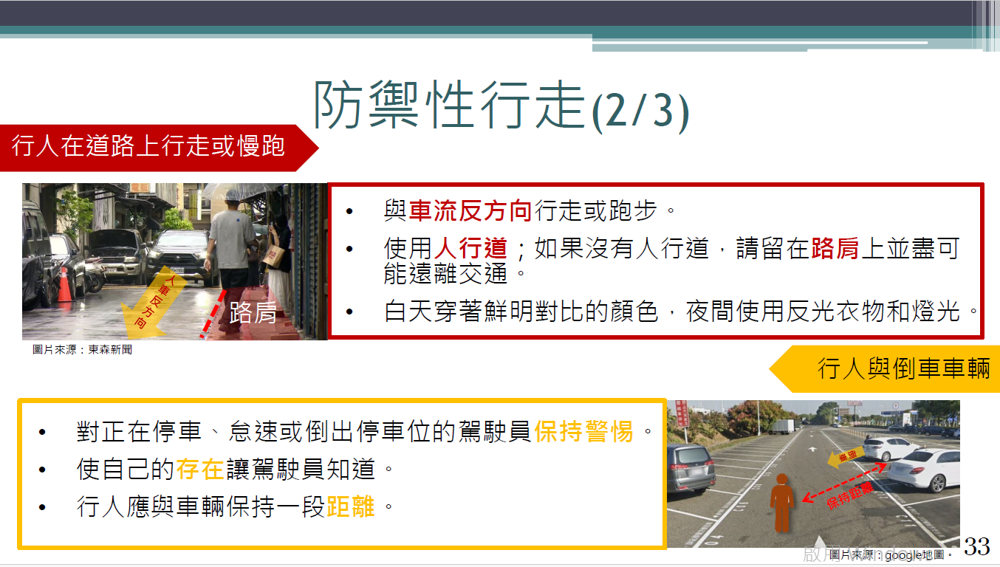 防禦性行走(2/3)
行人在道路上行走或慢跑
• 與車流反方向行走或跑步。
• 使用人行道；如果沒有人行道，請留在路肩上並盡可
能遠離交通。
• 白天穿著鮮明對比的顏色，夜間使用反光衣物和燈光。
人車反方向
路肩
圖片來源：東森新聞
行人與倒車車輛
• 對正在停車、怠速或倒出停車位的駕駛員保持警惕。
• 使自己的存在讓駕駛員知道。
• 行人應與車輛保持一段距離。
保持距離
圖片來源：google地圖。
啟用 Windows
33